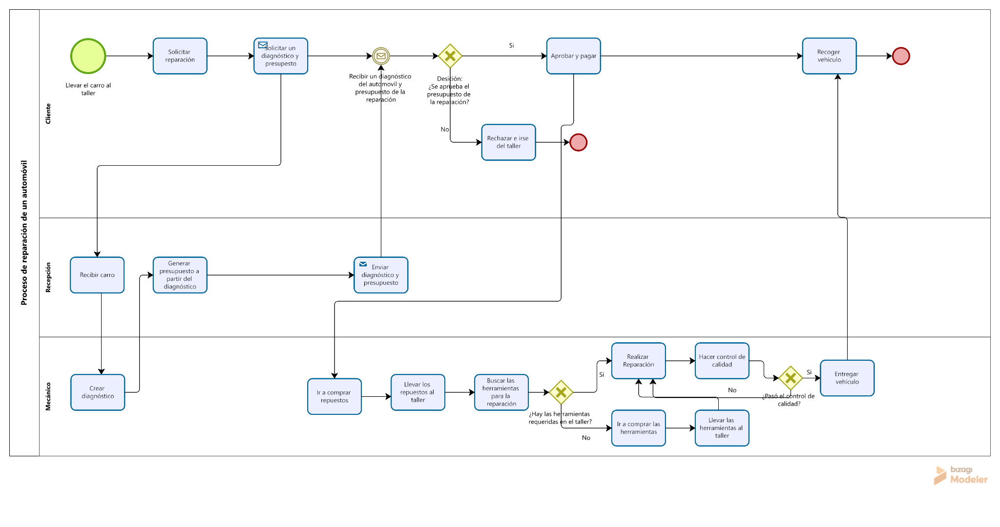 Proceso de reparación de un automóvil
Cliente
Llevar el carro al
taller
Solicitar
reparación
Solicitar un
diagnóstico y
presupesto
Recibir un diagnóstico
del automovil y
presupuesto de la
reparación
Desición:
¿Se aprueba el
presupuesto de
la reparación?
Si
No
Aprobar y pagar
Rechazar e irse
del taller
Recoger
vehículo
Recepción
Recibir carro
Generar
presupuesto a
partir del
diagnóstico
Enviar
diagnóstico y
presupuesto
Mecánico
Crear
diagnóstico
Ir a comprar
repuestos
Llevar los
repuestos al
taller
Buscar las
herramientas
para la
reparación
¿Hay las herramientas
requeridas en el taller?
Si
No
Realizar
Reparación
Hacer control de
calidad
Ir a comprar las
herramientas
Llevar las
herramientas al
taller
¿Pasó el control de
calidad?
Si
No
Entregar
vehículo
bizagi
Modeler